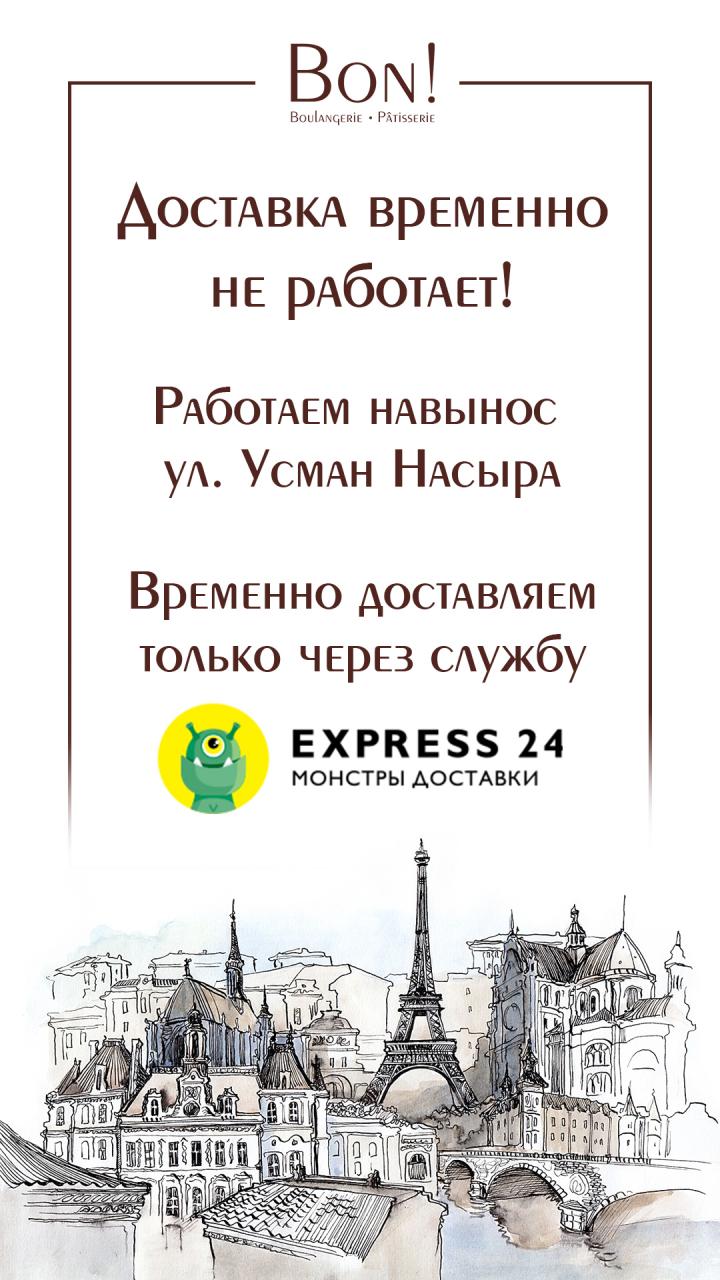 Bon!
Boulangerie • Pâtisserie
Доставка временно
не работает!
Работаем навынос
ул. Усман Насыра
Временно доставляем
только через службу
EXPRESS 24
МОНСТРЫ ДОСТАВКИ